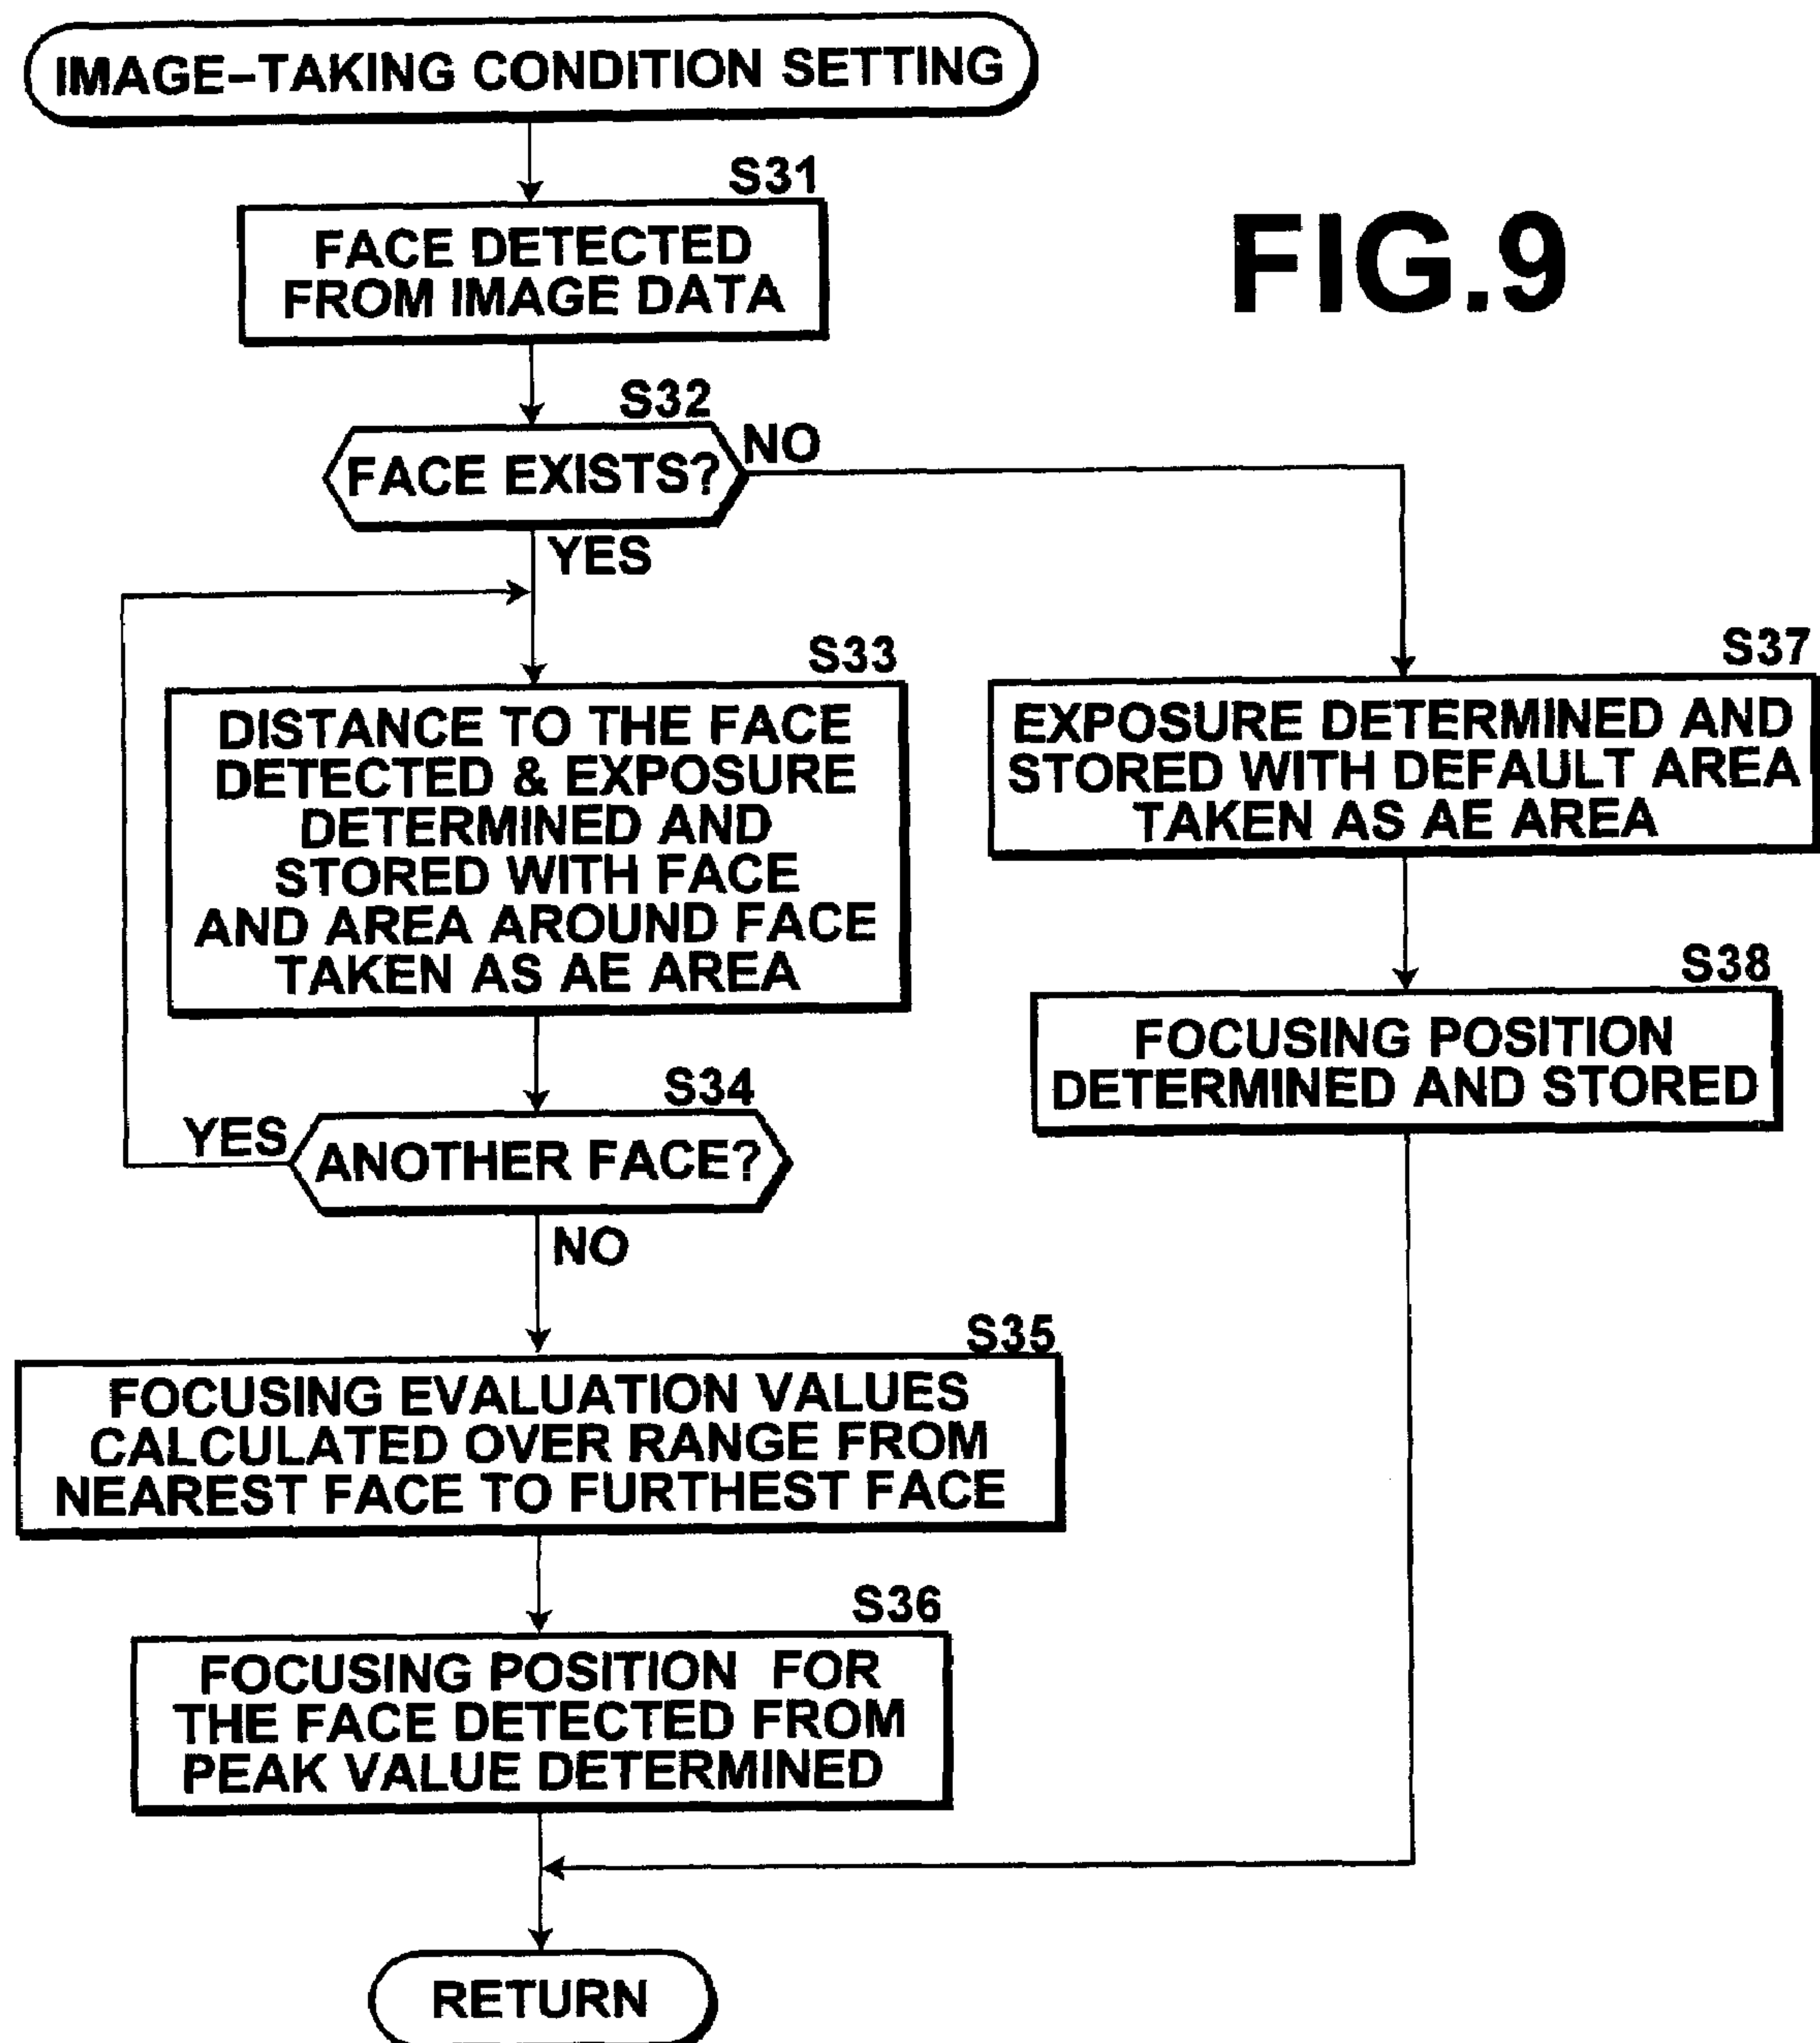 IMAGE-TAKING CONDITION SETTING
FIG.9
S31
FACE DETECTED
FROM IMAGE DATA
S32
FACE EXISTS?
NO
YES
S33
DISTANCE TO THE FACE
DETECTED & EXPOSURE
DETERMINED AND
STORED WITH FACE
AND AREA AROUND FACE
TAKEN AS AE AREA
S34
YES
ANOTHER FACE?
NO
S35
FOCUSING EVALUATION VALUES
CALCULATED OVER RANGE FROM
NEAREST FACE TO FURTHEST FACE
S36
FOCUSING POSITION FOR
THE FACE DETECTED FROM
PEAK VALUE DETERMINED
S37
EXPOSURE DETERMINED AND
STORED WITH DEFAULT AREA
TAKEN AS AE AREA
S38
FOCUSING POSITION
DETERMINED AND STORED
RETURN